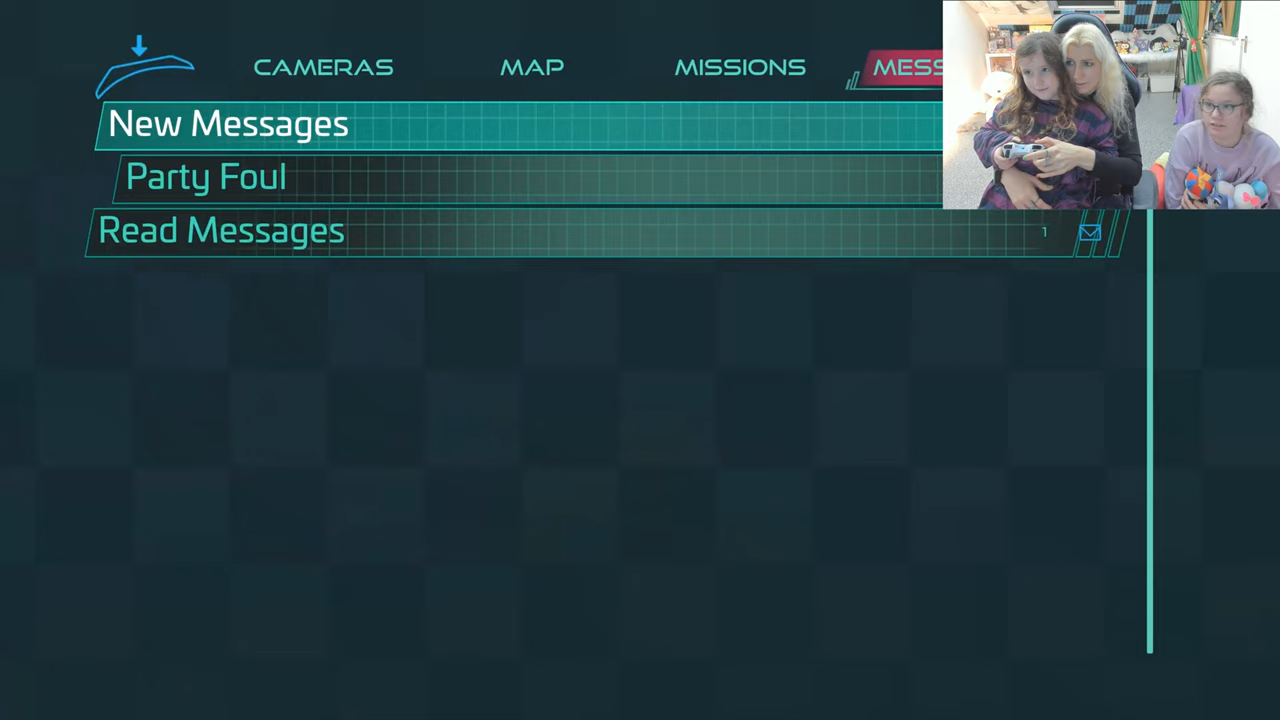 CAMERAS MAP MISSIONS MESS
New Messages
Party Foul
Read Messages 1